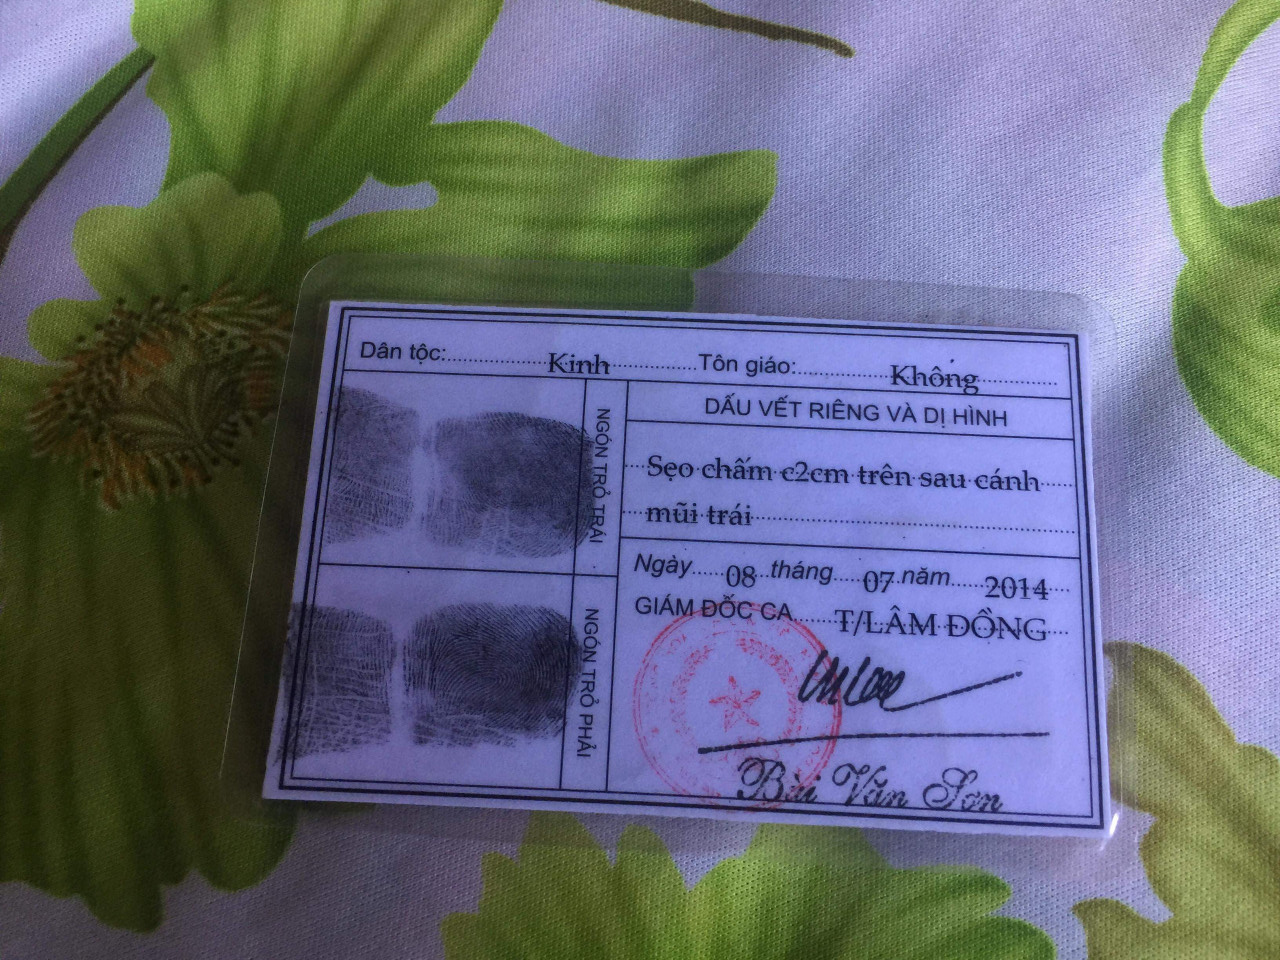 Dân tộc: Kinh Tôn giáo: Không
DẤU VẾT RIÊNG VÀ DỊ HÌNH
NGÓN TRỎ TRÁI
Sẹo chấm c2cm trên sau cánh
mũi trái
NGÓN TRỎ PHẢI
Ngày 08 tháng 07 năm 2014
GIÁM ĐỐC CA T/LÂM ĐỒNG
Bùi Văn Sơn